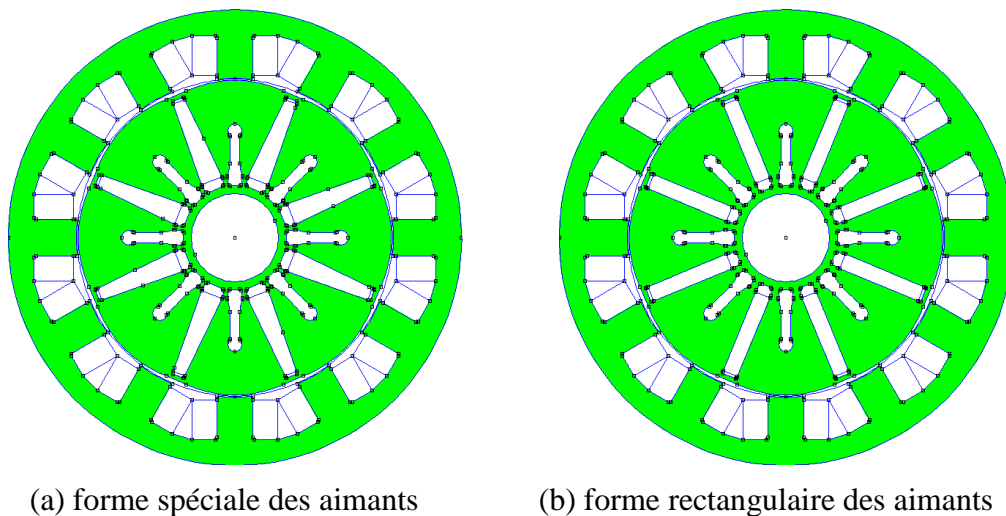 (a) forme spéciale des aimants
(b) forme rectangulaire des aimants